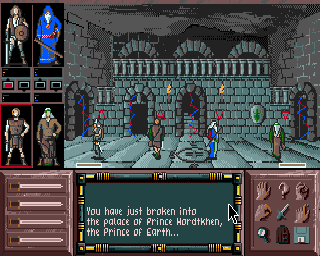 You have just broken into
the palace of Prince Hordtkhen,
the Prince of Earth...